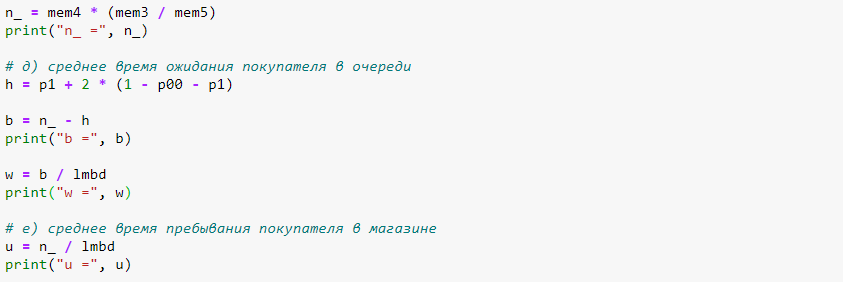 n_ = mem4 * (mem3 / mem5)
print("n_ =", n_)
# д) среднее время ожидания покупателя в очереди
h = p1 + 2 * (1 - p00 - p1)
b = n_ - h
print("b =", b)
w = b / lmbd
print("w =", w)
# е) среднее время пребывания покупателя в магазине
u = n_ / lmbd
print("u =", u)